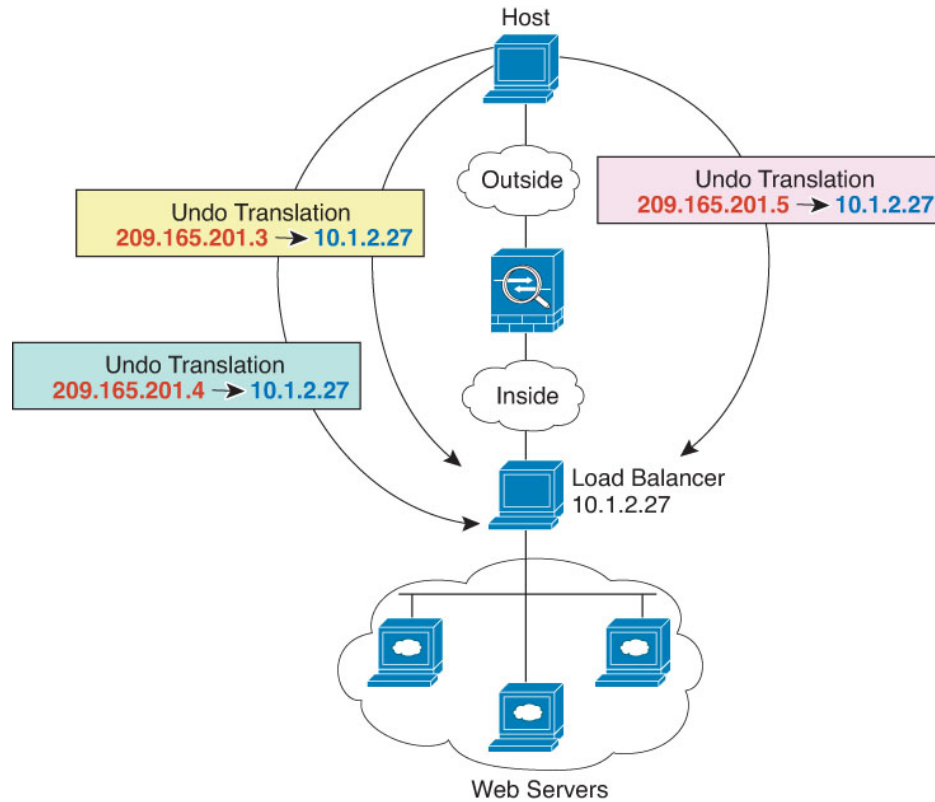 Host
Outside
Undo Translation
209.165.201.3 → 10.1.2.27
Undo Translation
209.165.201.5 → 10.1.2.27
Undo Translation
209.165.201.4 → 10.1.2.27
Inside
Load Balancer
10.1.2.27
Web Servers